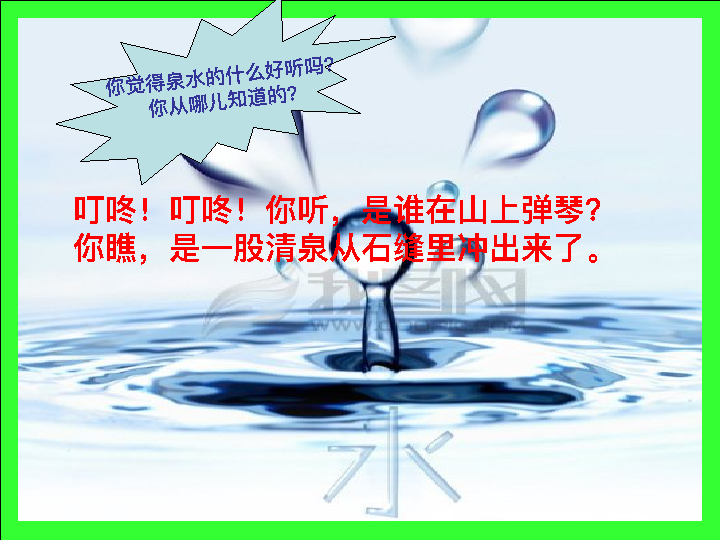 你觉得泉水的什么好听吗？
你从哪儿知道的？
叮咚！叮咚！你听，是谁在山上弹琴？
你瞧，是一股清泉从石缝里冲出来了。
水